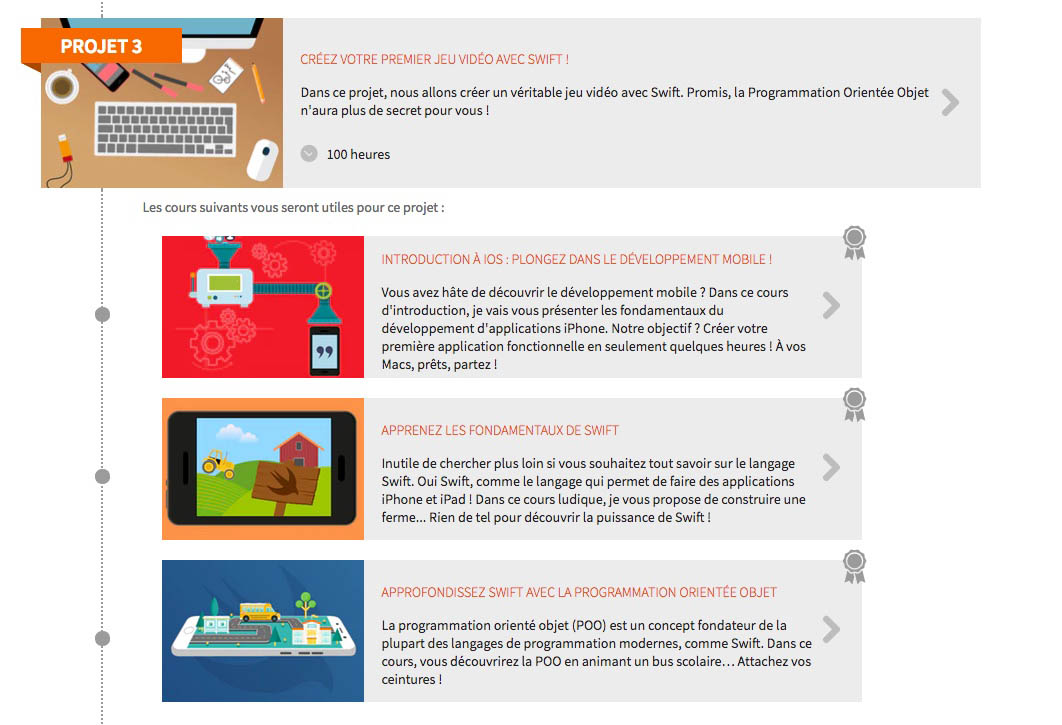 PROJET 3
CRÉEZ VOTRE PREMIER JEU VIDÉO AVEC SWIFT !
Dans ce projet, nous allons créer un véritable jeu vidéo avec Swift. Promis, la Programmation Orientée Objet
n'aura plus de secret pour vous !
100 heures
Les cours suivants vous seront utiles pour ce projet :
INTRODUCTION À IOS : PLONGEZ DANS LE DÉVELOPPEMENT MOBILE !
Vous avez hâte de découvrir le développement mobile ? Dans ce cours
d'introduction, je vais vous présenter les fondamentaux du
développement d'applications iPhone. Notre objectif ? Créer votre
première application fonctionnelle en seulement quelques heures ! À vos
Macs, prêts, partez !
APPRENEZ LES FONDAMENTAUX DE SWIFT
Inutile de chercher plus loin si vous souhaitez tout savoir sur le langage
Swift. Oui Swift, comme le langage qui permet de faire des applications
iPhone et iPad ! Dans ce cours ludique, je vous propose de construire une
ferme... Rien de tel pour découvrir la puissance de Swift !
APPROFONDISSEZ SWIFT AVEC LA PROGRAMMATION ORIENTÉE OBJET
La programmation orienté objet (POO) est un concept fondateur de la
plupart des langages de programmation modernes, comme Swift. Dans ce
cours, vous découvrirez la POO en animant un bus scolaire… Attachez vos
ceintures !